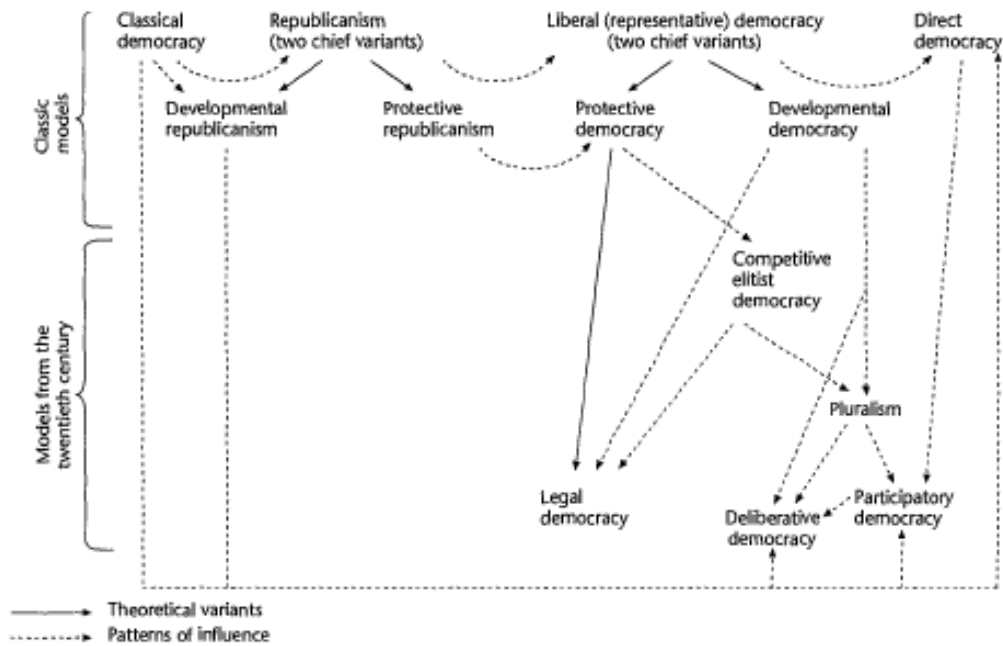 Classical
democracy
Republicanism
(two chief variants)
Liberal (representative) democracy
(two chief variants)
Direct
democracy
Classic
models
Developmental
republicanism
Protective
republicanism
Protective
democracy
Developmental
democracy
Models from the
twentieth century
Competitive
elitist
democracy
Pluralism
Legal
democracy
Deliberative
democracy
Participatory
democracy
Theoretical variants
Patterns of influence